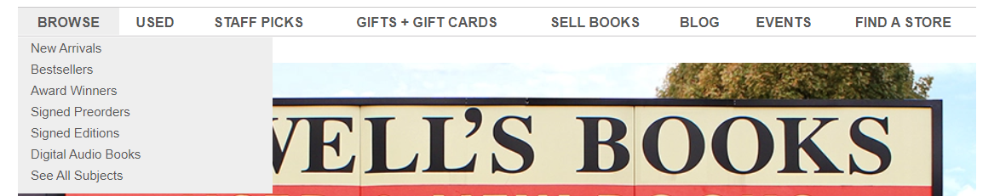 BROWSE USED STAFF PICKS GIFTS + GIFT CARDS SELL BOOKS BLOG EVENTS FIND A STORE
New Arrivals
Bestsellers
Award Winners
Signed Preorders
Signed Editions
Digital Audio Books
See All Subjects
WELL'S BOOKS